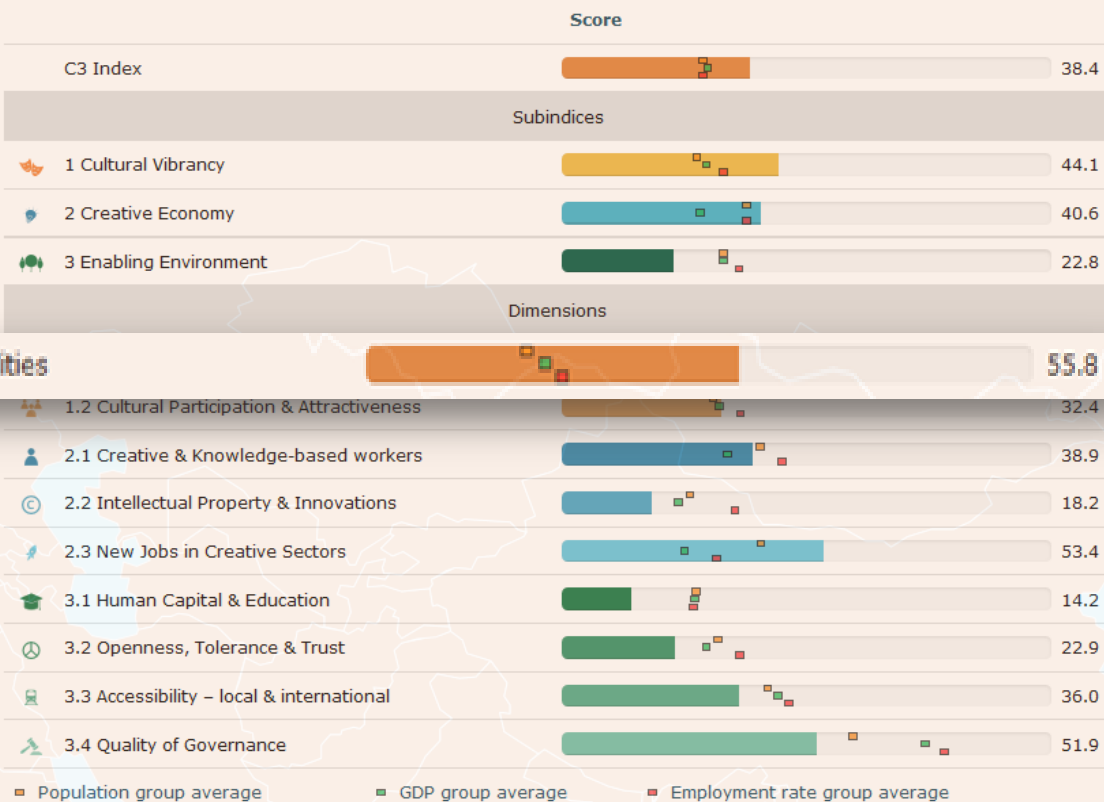 Score
C3 Index 38.4
Subindices
1 Cultural Vibrancy 44.1
2 Creative Economy 40.6
3 Enabling Environment 22.8
Dimensions
ities 55.8
1.2 Cultural Participation & Attractiveness 32.4
2.1 Creative & Knowledge-based workers 38.9
2.2 Intellectual Property & Innovations 18.2
2.3 New Jobs in Creative Sectors 53.4
3.1 Human Capital & Education 14.2
3.2 Openness, Tolerance & Trust 22.9
3.3 Accessibility – local & international 36.0
3.4 Quality of Governance 51.9
Population group average GDP group average Employment rate group average